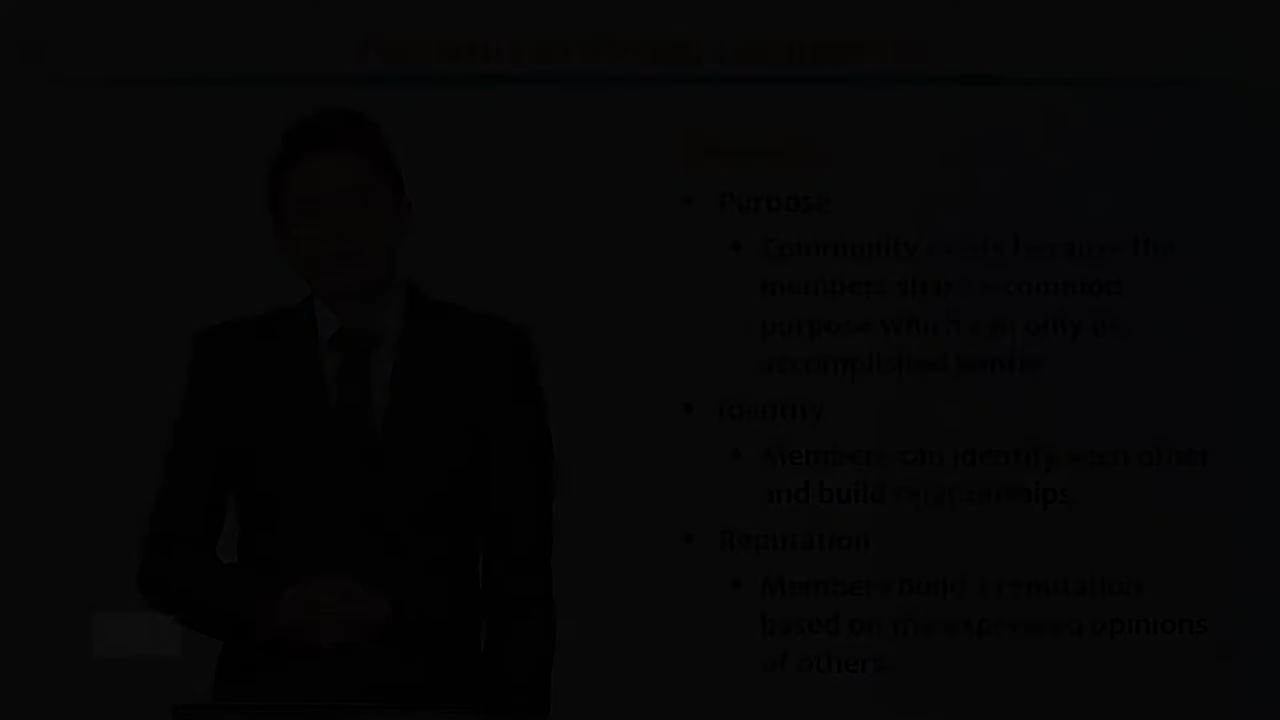 • Purpose
• Community exists because the
members share a common
purpose which can only be
accomplished jointly
• Identity
• Members can identify each other
and build relationships
• Reputation
• Members build a reputation
based on the expressed opinions
of others